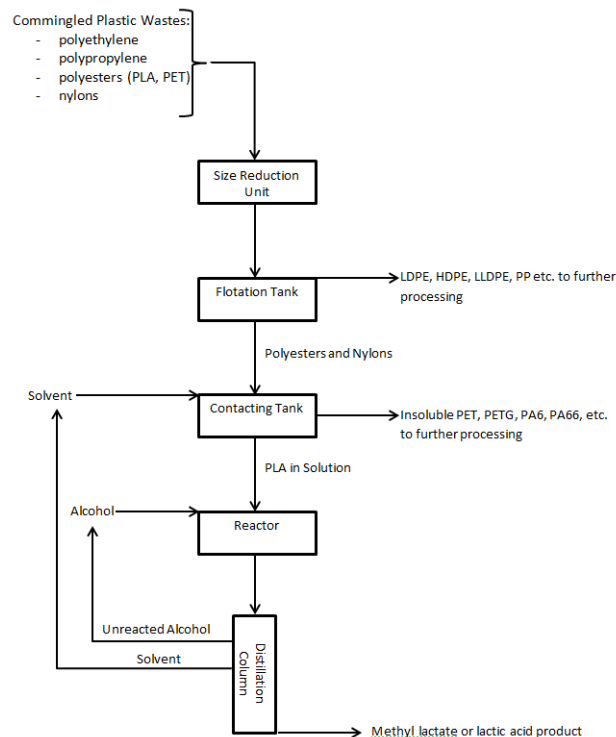 Commingled Plastic Wastes:
- polyethylene
- polypropylene
- polyesters (PLA, PET)
- nylons
Size Reduction
Unit
Flotation Tank
LDPE, HDPE, LLDPE, PP etc. to further
processing
Polyesters and Nylons
Solvent
Contacting Tank
Insoluble PET, PETG, PA6, PA66, etc.
to further processing
PLA in Solution
Alcohol
Reactor
Unreacted Alcohol
Solvent
Distillation
Column
Methyl lactate or lactic acid product